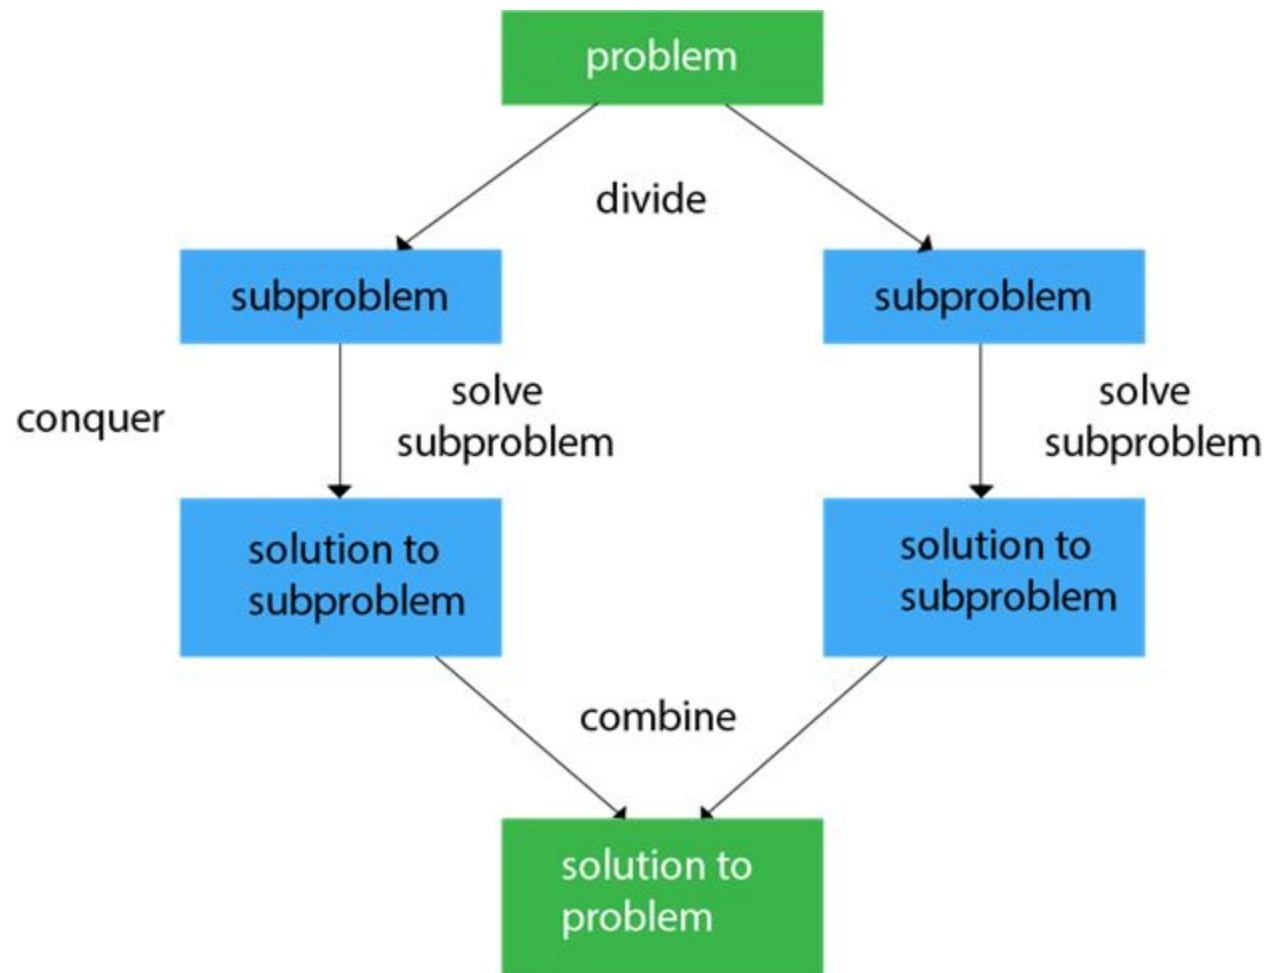 problem
divide
subproblem
subproblem
conquer
solve
subproblem
solve
subproblem
solution to
subproblem
solution to
subproblem
combine
solution to
problem